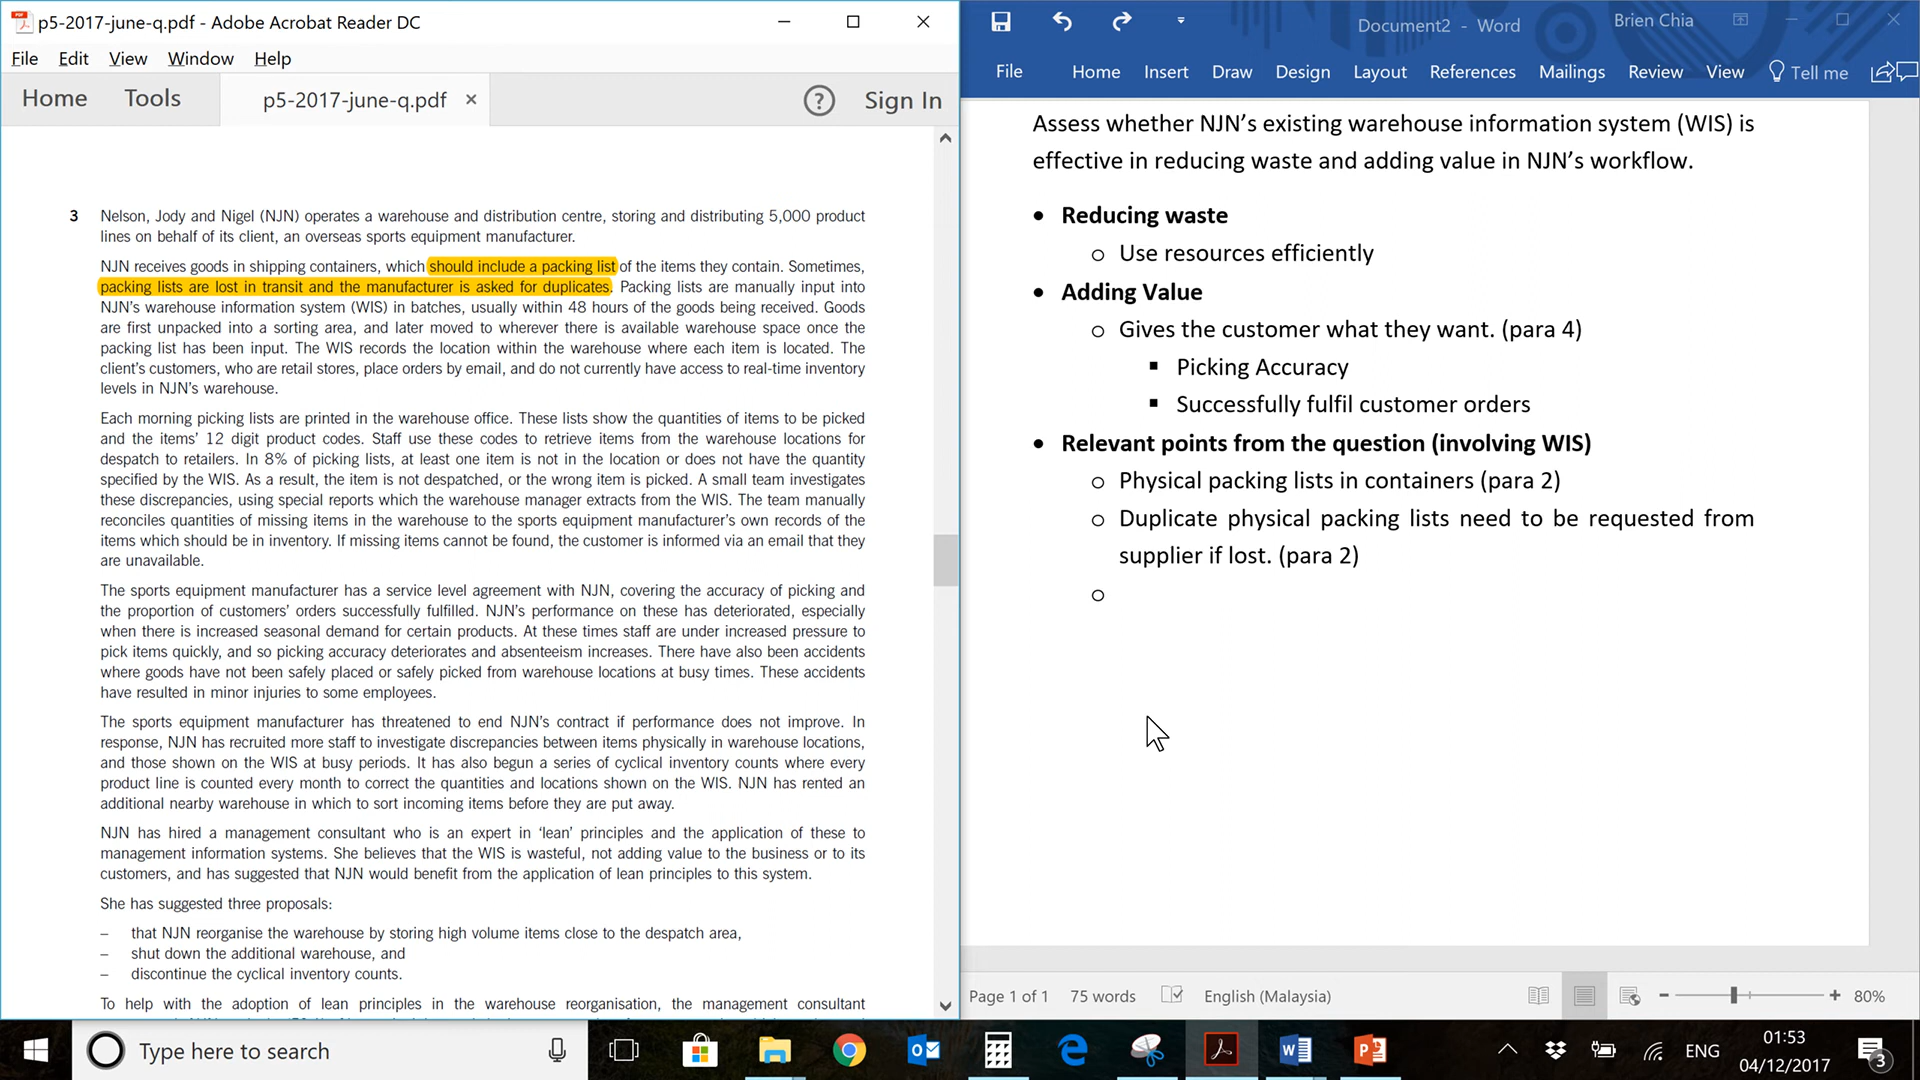 p5-2017-june-q.pdf - Adobe Acrobat Reader DC
File Edit View Window Help
Home Tools p5-2017-june-q.pdf × ? Sign In
3 Nelson, Jody and Nigel (NJN) operates a warehouse and distribution centre, storing and distributing 5,000 product
lines on behalf of its client, an overseas sports equipment manufacturer.
NJN receives goods in shipping containers, which should include a packing list of the items they contain. Sometimes,
packing lists are lost in transit and the manufacturer is asked for duplicates. Packing lists are manually input into
NJN's warehouse information system (WIS) in batches, usually within 48 hours of the goods being received. Goods
are first unpacked into a sorting area, and later moved to wherever there is available warehouse space once the
packing list has been input. The WIS records the location within the warehouse where each item is located. The
client's customers, who are retail stores, place orders by email, and do not currently have access to real-time inventory
levels in NJN's warehouse.
Each morning picking lists are printed in the warehouse office. These lists show the quantities of items to be picked
and the items' 12 digit product codes. Staff use these codes to retrieve items from the warehouse locations for
despatch to retailers. In 8% of picking lists, at least one item is not in the location or does not have the quantity
specified by the WIS. As a result, the item is not despatched, or the wrong item is picked. A small team investigates
these discrepancies, using special reports which the warehouse manager extracts from the WIS. The team manually
reconciles quantities of missing items in the warehouse to the sports equipment manufacturer's own records of the
items which should be in inventory. If missing items cannot be found, the customer is informed via an email that they
are unavailable.
The sports equipment manufacturer has a service level agreement with NJN, covering the accuracy of picking and
the proportion of customers' orders successfully fulfilled. NJN's performance on these has deteriorated, especially
when there is increased seasonal demand for certain products. At these times staff are under increased pressure to
pick items quickly, and so picking accuracy deteriorates and absenteeism increases. There have also been accidents
where goods have not been safely placed or safely picked from warehouse locations at busy times. These accidents
have resulted in minor injuries to some employees.
The sports equipment manufacturer has threatened to end NJN's contract if performance does not improve. In
response, NJN has recruited more staff to investigate discrepancies between items physically in warehouse locations,
and those shown on the WIS at busy periods. It has also begun a series of cyclical inventory counts where every
product line is counted every month to correct the quantities and locations shown on the WIS. NJN has rented an
additional nearby warehouse in which to sort incoming items before they are put away.
NJN has hired a management consultant who is an expert in 'lean' principles and the application of these to
management information systems. She believes that the WIS is wasteful, not adding value to the business or to its
customers, and has suggested that NJN would benefit from the application of lean principles to this system.
She has suggested three proposals:
– that NJN reorganise the warehouse by storing high volume items close to the despatch area,
– shut down the additional warehouse, and
– discontinue the cyclical inventory counts.
To help with the adoption of lean principles in the warehouse reorganisation, the management consultant
Document2 - Word Brien Chia
File Home Insert Draw Design Layout References Mailings Review View Tell me
Assess whether NJN's existing warehouse information system (WIS) is
effective in reducing waste and adding value in NJN's workflow.
• Reducing waste
o Use resources efficiently
• Adding Value
o Gives the customer what they want. (para 4)
▪ Picking Accuracy
▪ Successfully fulfil customer orders
• Relevant points from the question (involving WIS)
o Physical packing lists in containers (para 2)
o Duplicate physical packing lists need to be requested from
supplier if lost. (para 2)
o
Page 1 of 1 75 words English (Malaysia) 80%
Type here to search
ENG
01:53
04/12/2017
3